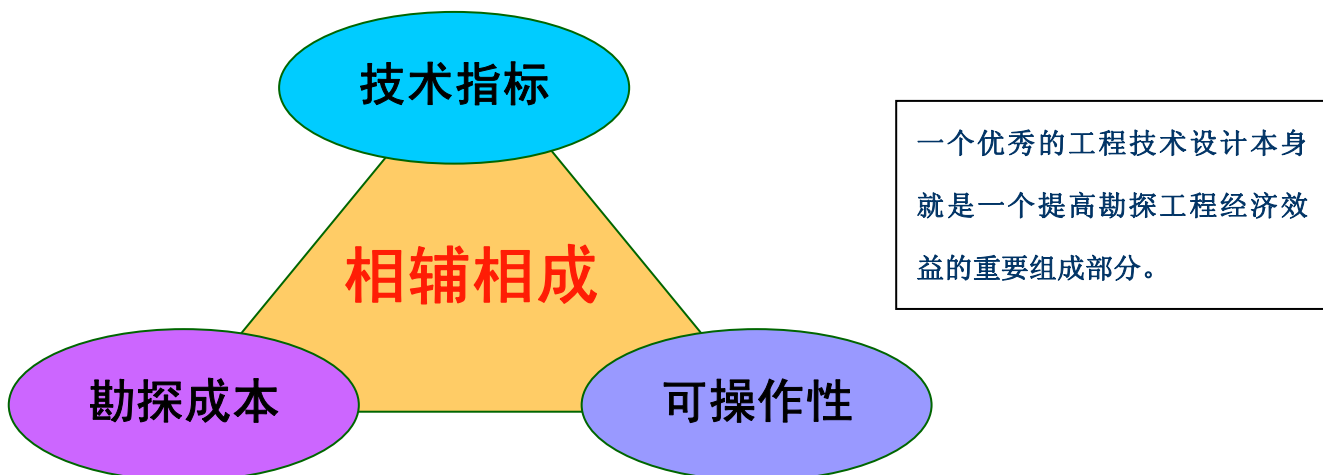 技术指标
相辅相成
勘探成本
可操作性
一个优秀的工程技术设计本身
就是一个提高勘探工程经济效
益的重要组成部分。